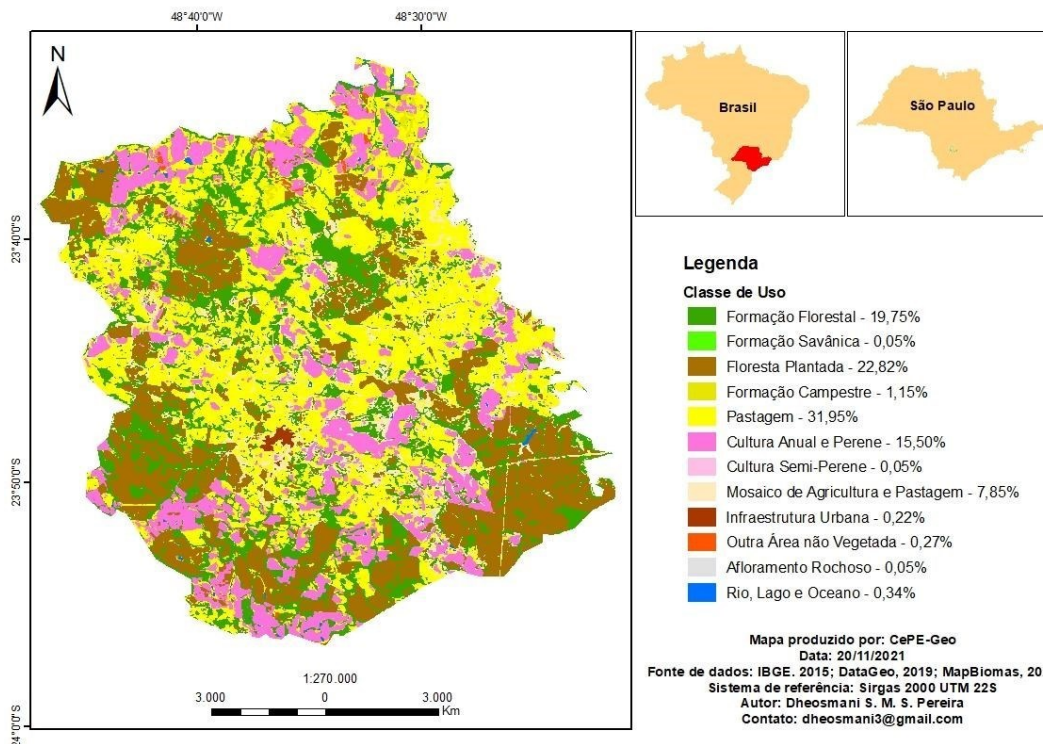 48°40'0"W
48°30'0"W
N
23°40'0"S
23°50'0"S
24°0'0"S
1:270.000
3.000
0
3.000
Km
Brasil
São Paulo
Legenda
Classe de Uso
Formação Florestal - 19,75%
Formação Savânica - 0,05%
Floresta Plantada - 22,82%
Formação Campestre - 1,15%
Pastagem - 31,95%
Cultura Anual e Perene - 15,50%
Cultura Semi-Perene - 0,05%
Mosaico de Agricultura e Pastagem - 7,85%
Infraestrutura Urbana - 0,22%
Outra Área não Vegetada - 0,27%
Afloramento Rochoso - 0,05%
Rio, Lago e Oceano - 0,34%
Mapa produzido por: CePE-Geo
Data: 20/11/2021
Fonte de dados: IBGE. 2015; DataGeo, 2019; MapBiomas, 20
Sistema de referência: Sirgas 2000 UTM 22S
Autor: Dheosmani S. M. S. Pereira
Contato: dheosmani3@gmail.com